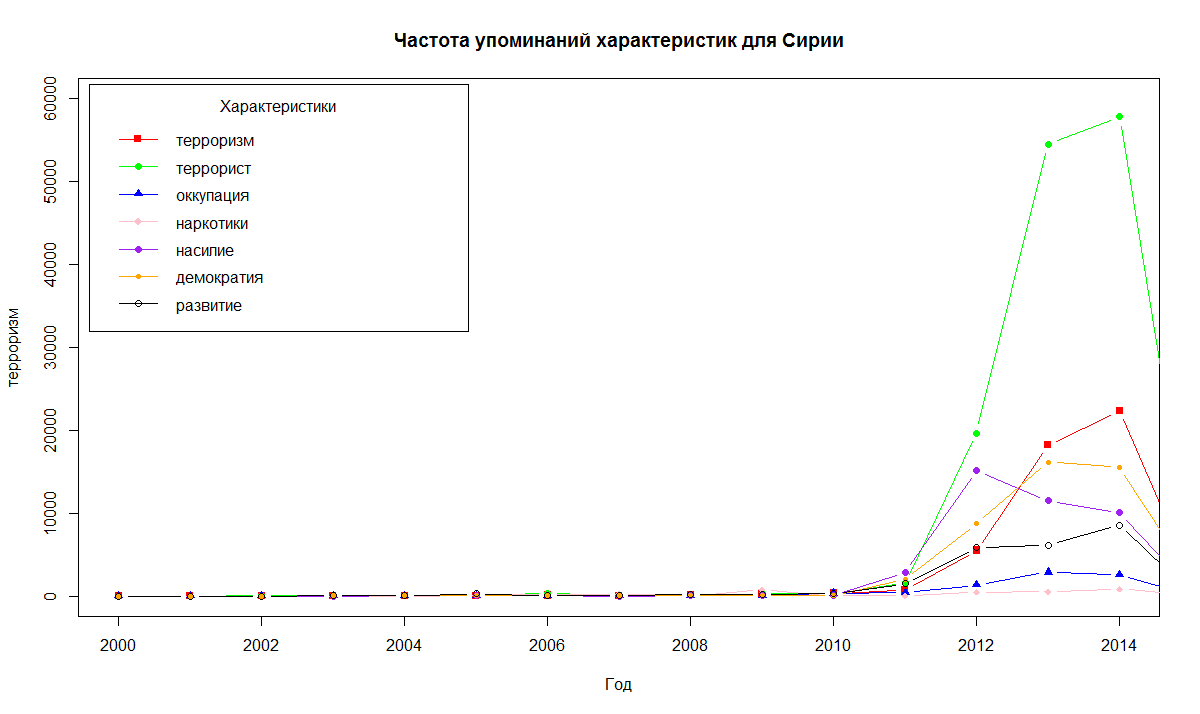 Частота упоминаний характеристик для Сирии
Характеристики
терроризм
террорист
оккупация
наркотики
насилие
демократия
развитие
терроризм
60000
50000
40000
30000
20000
10000
0
2000 2002 2004 2006 2008 2010 2012 2014
Год